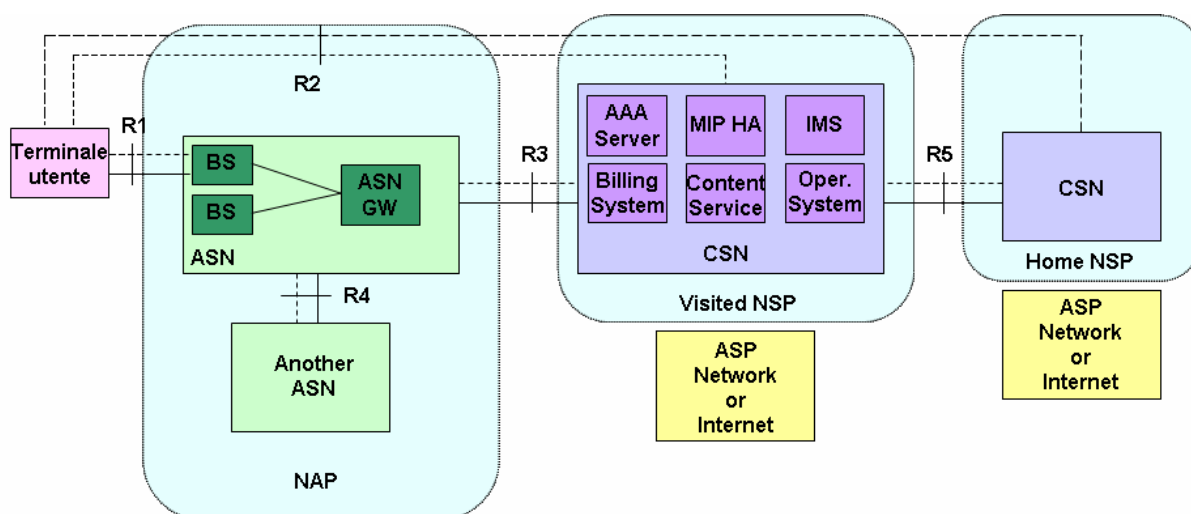 R2
R1
Terminale
utente
BS
BS
ASN
GW
ASN
R4
Another
ASN
NAP
R3
AAA
Server
MIP HA
IMS
Billing
System
Content
Service
Oper.
System
CSN
Visited NSP
ASP
Network
or
Internet
R5
CSN
Home NSP
ASP
Network
or
Internet